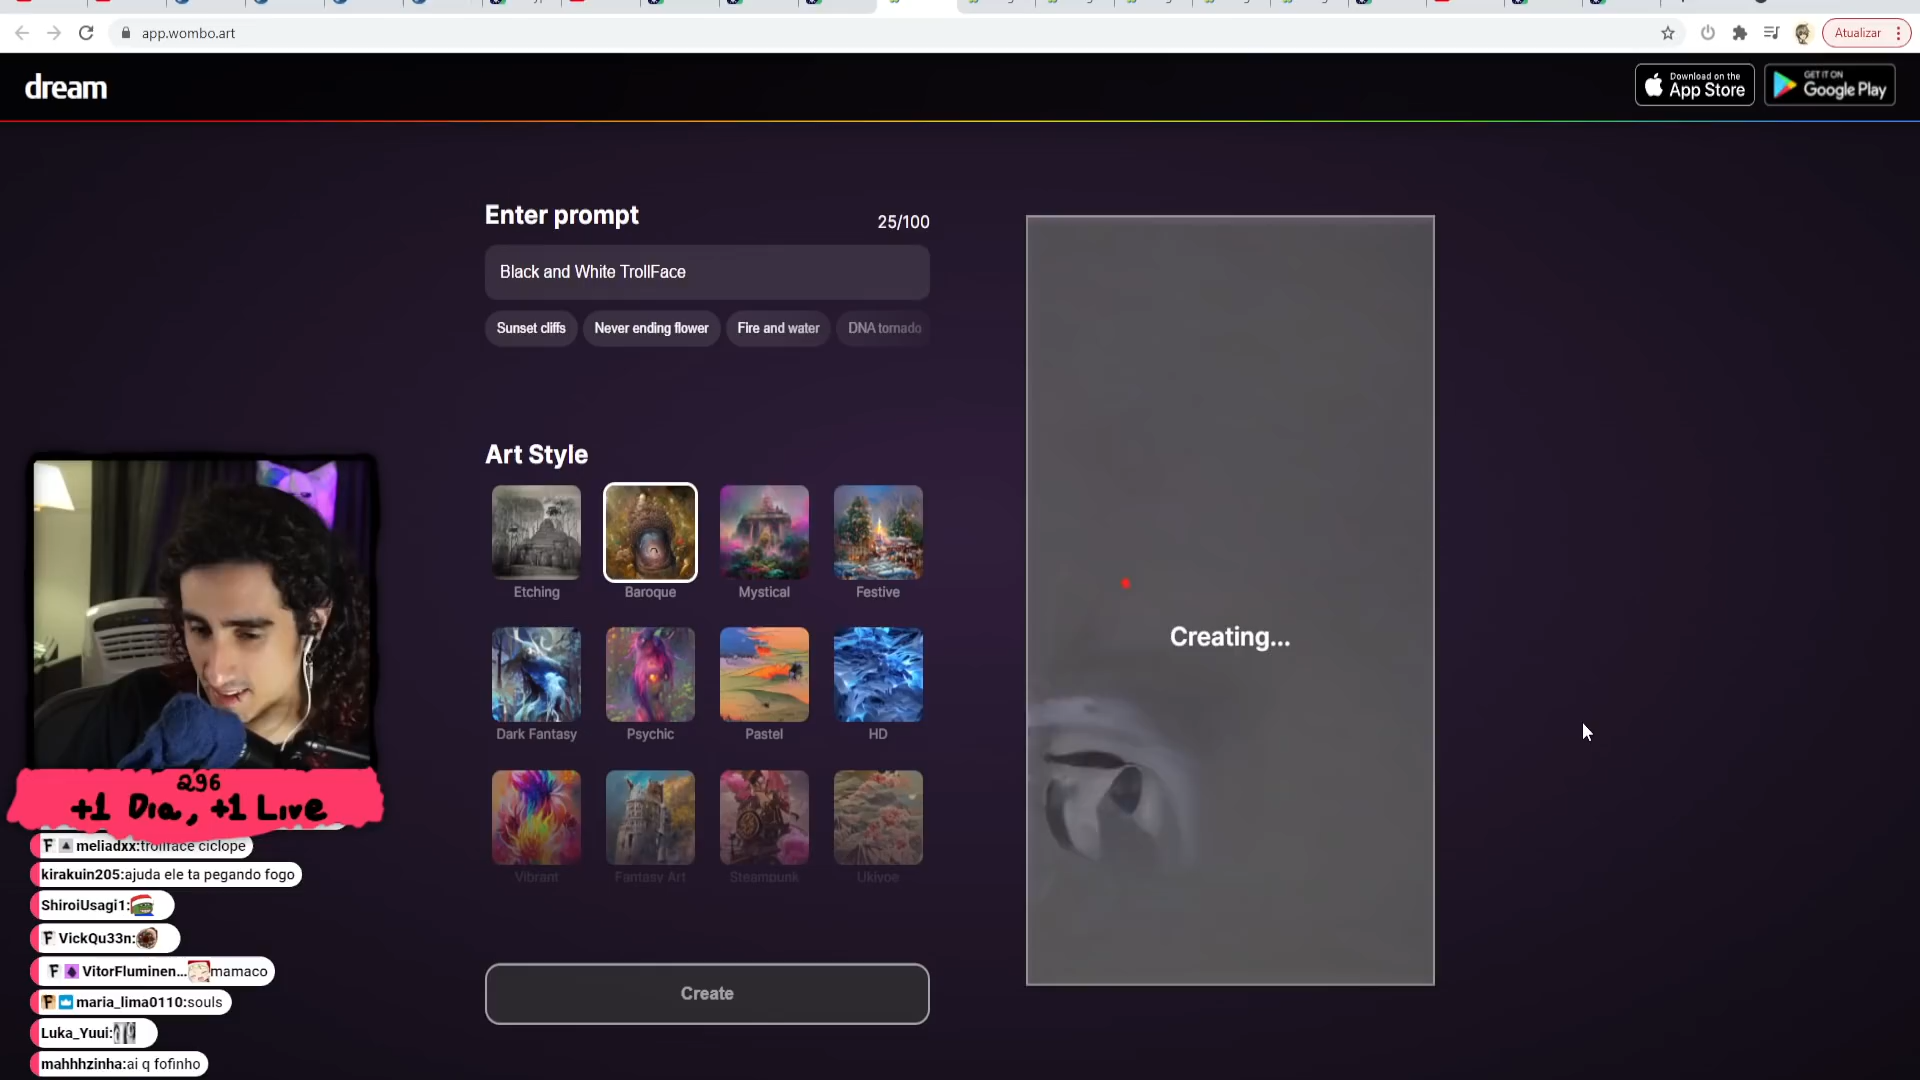 app.wombo.art
Atualizar
dream
Download on the
App Store
GET IT ON
Google Play
Enter prompt
25/100
Black and White TrollFace
Sunset cliffs
Never ending flower
Fire and water
DNA tornado
Art Style
Etching
Baroque
Mystical
Festive
Dark Fantasy
Psychic
Pastel
HD
Vibrant
Fantasy Art
Steampunk
Ukiyoe
Create
Creating...
296
+1 Dia, +1 Live
meliadxx:trollface ciclope
kirakuin205:ajuda ele ta pegando fogo
ShiroiUsagi1:
VickQu33n:
VitorFluminen...mamaco
maria_lima0110:souls
Luka_Yuui:
mahhhzinha:ai q fofinho